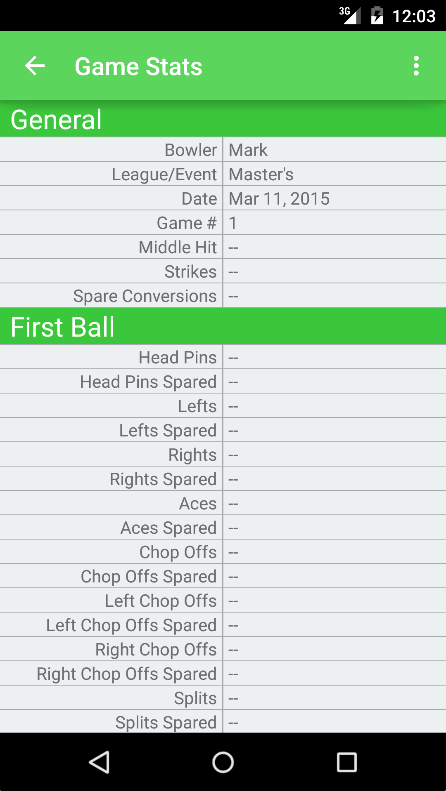 3G 12:03
Game Stats
General
Bowler Mark
League/Event Master's
Date Mar 11, 2015
Game # 1
Middle Hit --
Strikes --
Spare Conversions --
First Ball
Head Pins --
Head Pins Spared --
Lefts --
Lefts Spared --
Rights --
Rights Spared --
Aces --
Aces Spared --
Chop Offs --
Chop Offs Spared --
Left Chop Offs --
Left Chop Offs Spared --
Right Chop Offs --
Right Chop Offs Spared --
Splits --
Splits Spared --